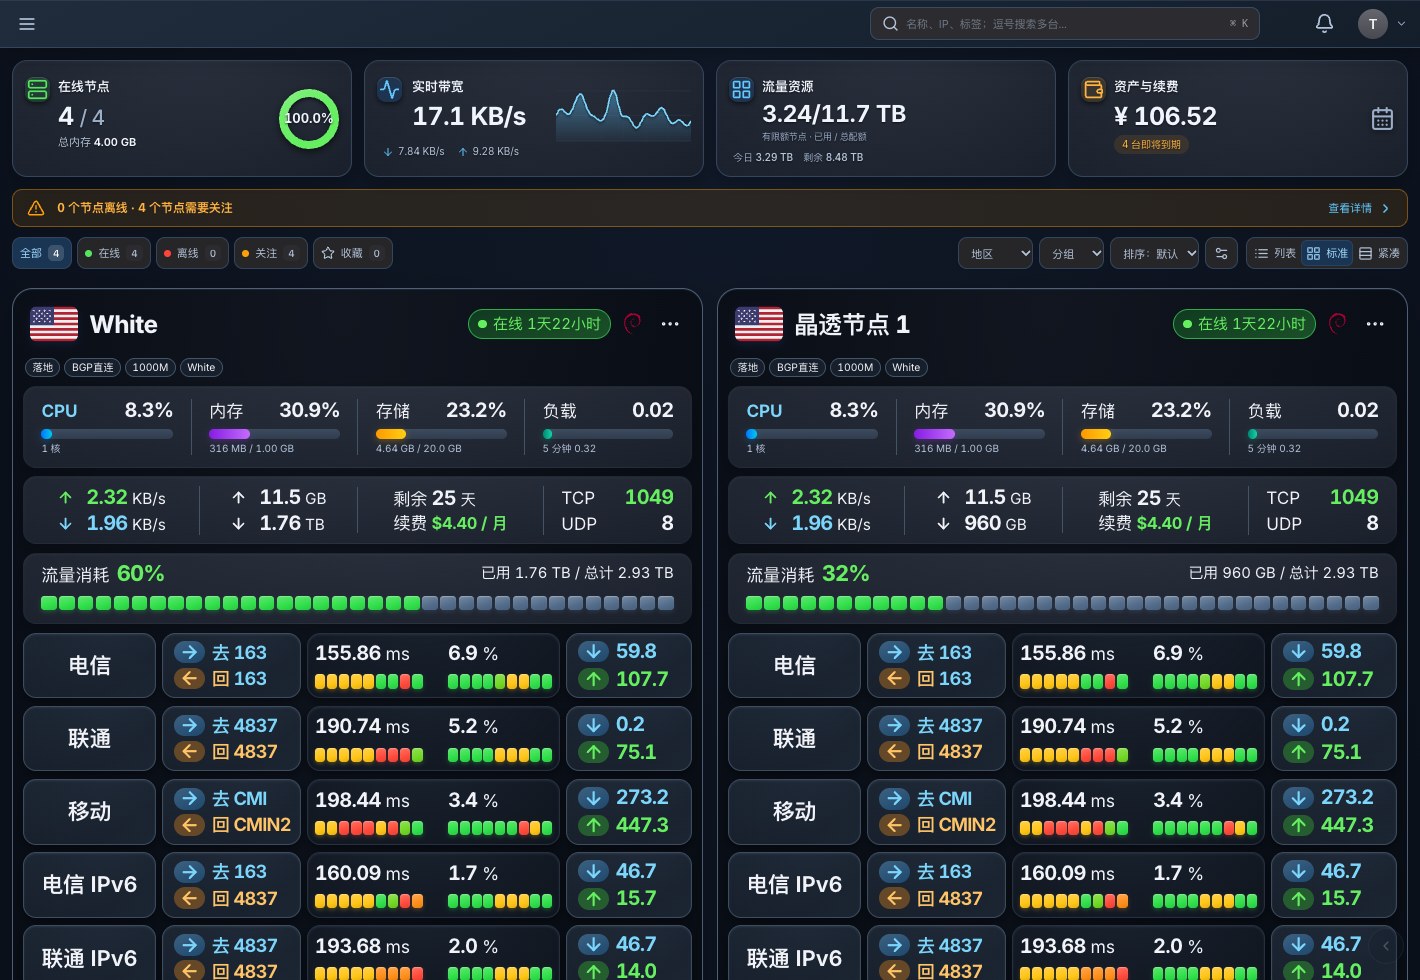 名称、IP、标签；逗号搜索多台...
⌘ K
T
在线节点
4 / 4
总内存 4.00 GB
100.0%
实时带宽
17.1 KB/s
↓ 7.84 KB/s ↑ 9.28 KB/s
流量资源
3.24/11.7 TB
有限额节点 · 已用 / 总配额
今日 3.29 TB 剩余 8.48 TB
资产与续费
¥ 106.52
4 台即将到期
0 个节点离线 · 4 个节点需要关注
查看详情
全部 4 在线 4 离线 0 关注 4 收藏 0
地区 分组 排序：默认 列表 标准 紧凑
White
在线 1天22小时
落地 BGP直连 1000M White
CPU 8.3%
1 核
内存 30.9%
316 MB / 1.00 GB
存储 23.2%
4.64 GB / 20.0 GB
负载 0.02
5 分钟 0.32
↑ 2.32 KB/s
↓ 1.96 KB/s
↑ 11.5 GB
↓ 1.76 TB
剩余 25 天
续费 $4.40 / 月
TCP 1049
UDP 8
流量消耗 60%
已用 1.76 TB / 总计 2.93 TB
电信
→ 去 163
← 回 163
155.86 ms
6.9 %
↓ 59.8
↑ 107.7
联通
→ 去 4837
← 回 4837
190.74 ms
5.2 %
↓ 0.2
↑ 75.1
移动
→ 去 CMI
← 回 CMIN2
198.44 ms
3.4 %
↓ 273.2
↑ 447.3
电信 IPv6
→ 去 163
← 回 4837
160.09 ms
1.7 %
↓ 46.7
↑ 15.7
联通 IPv6
→ 去 4837
← 回 4837
193.68 ms
2.0 %
↓ 46.7
↑ 14.0
晶透节点 1
在线 1天22小时
落地 BGP直连 1000M White
CPU 8.3%
1 核
内存 30.9%
316 MB / 1.00 GB
存储 23.2%
4.64 GB / 20.0 GB
负载 0.02
5 分钟 0.32
↑ 2.32 KB/s
↓ 1.96 KB/s
↑ 11.5 GB
↓ 960 GB
剩余 25 天
续费 $4.40 / 月
TCP 1049
UDP 8
流量消耗 32%
已用 960 GB / 总计 2.93 TB
电信
→ 去 163
← 回 163
155.86 ms
6.9 %
↓ 59.8
↑ 107.7
联通
→ 去 4837
← 回 4837
190.74 ms
5.2 %
↓ 0.2
↑ 75.1
移动
→ 去 CMI
← 回 CMIN2
198.44 ms
3.4 %
↓ 273.2
↑ 447.3
电信 IPv6
→ 去 163
← 回 4837
160.09 ms
1.7 %
↓ 46.7
↑ 15.7
联通 IPv6
→ 去 4837
← 回 4837
193.68 ms
2.0 %
↓ 46.7
↑ 14.0